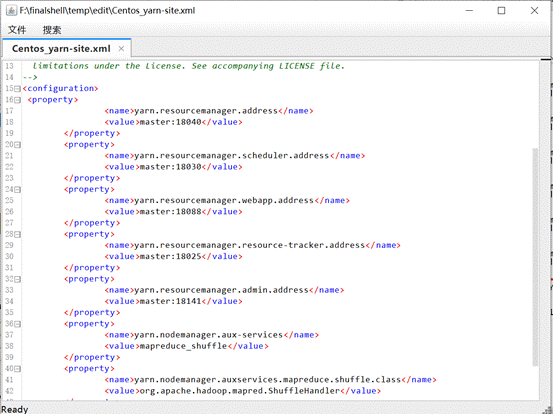 F:\finalshell\temp\edit\Centos_yarn-site.xml
文件 搜索
Centos_yarn-site.xml
13 limitations under the License. See accompanying LICENSE file.
14 -->
15 <configuration>
16 <property>
17 <name>yarn.resourcemanager.address</name>
18 <value>master:18040</value>
19 </property>
20 <property>
21 <name>yarn.resourcemanager.scheduler.address</name>
22 <value>master:18030</value>
23 </property>
24 <property>
25 <name>yarn.resourcemanager.webapp.address</name>
26 <value>master:18088</value>
27 </property>
28 <property>
29 <name>yarn.resourcemanager.resource-tracker.address</name>
30 <value>master:18025</value>
31 </property>
32 <property>
33 <name>yarn.resourcemanager.admin.address</name>
34 <value>master:18141</value>
35 </property>
36 <property>
37 <name>yarn.nodemanager.aux-services</name>
38 <value>mapreduce_shuffle</value>
39 </property>
40 <property>
41 <name>yarn.nodemanager.auxservices.mapreduce.shuffle.class</name>
42 <value>org.apache.hadoop.mapred.ShuffleHandler</value>
Ready